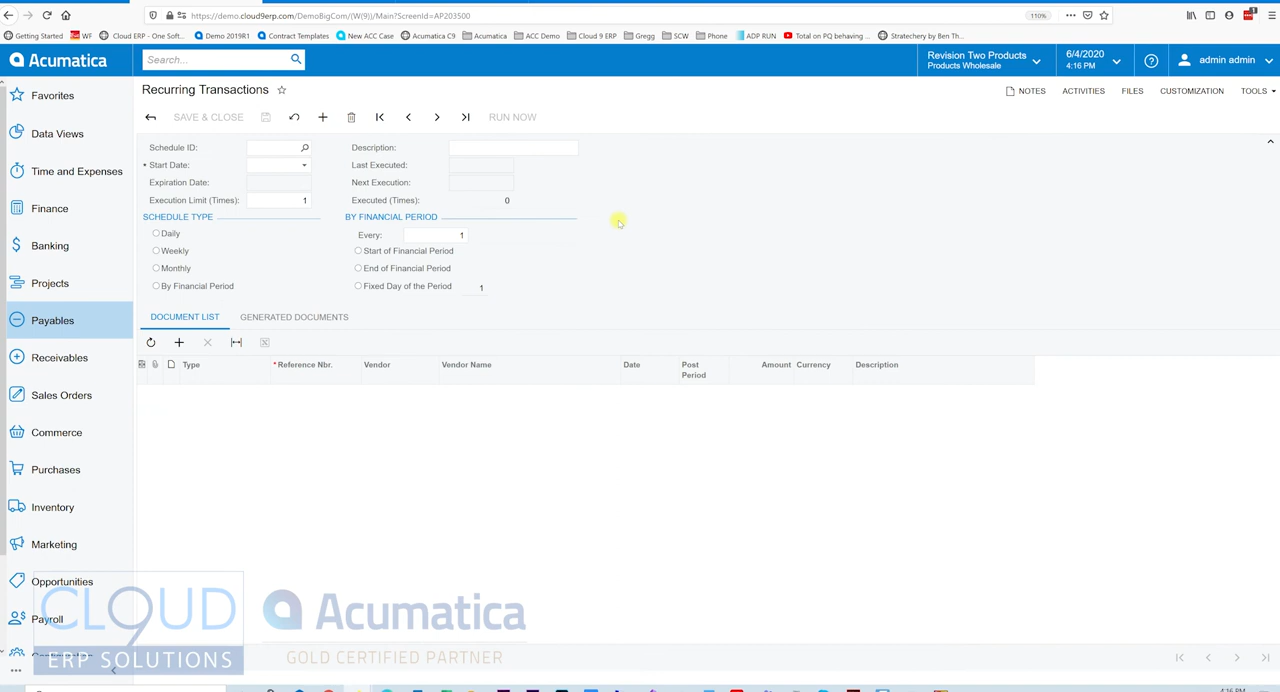 https://demo.cloud9erp.com/DemoBigCom/(W(9))/Main?ScreenId=AP203500
110%
Getting Started
WF
Cloud ERP - One Soft...
Demo 2019R1
Contract Templates
New ACC Case
Acumatica C9
Acumatica
ACC Demo
Cloud 9 ERP
Gregg
SCW
Phone
ADP RUN
Total on PQ behaving ...
Stratechery by Ben Th...
Acumatica
Search...
Revision Two Products
Products Wholesale
6/4/2020
4:16 PM
admin admin
Favorites
Data Views
Time and Expenses
Finance
Banking
Projects
Payables
Receivables
Sales Orders
Commerce
Purchases
Inventory
Marketing
Opportunities
Payroll
Recurring Transactions
NOTES
ACTIVITIES
FILES
CUSTOMIZATION
TOOLS
SAVE & CLOSE
RUN NOW
Schedule ID:
Description:
* Start Date:
Last Executed:
Expiration Date:
Next Execution:
Execution Limit (Times): 1
Executed (Times): 0
SCHEDULE TYPE
Daily
Weekly
Monthly
By Financial Period
BY FINANCIAL PERIOD
Every: 1
Start of Financial Period
End of Financial Period
Fixed Day of the Period 1
DOCUMENT LIST
GENERATED DOCUMENTS
Type
* Reference Nbr.
Vendor
Vendor Name
Date
Post
Period
Amount
Currency
Description
CLOUD
9
ERP SOLUTIONS
Acumatica
GOLD CERTIFIED PARTNER